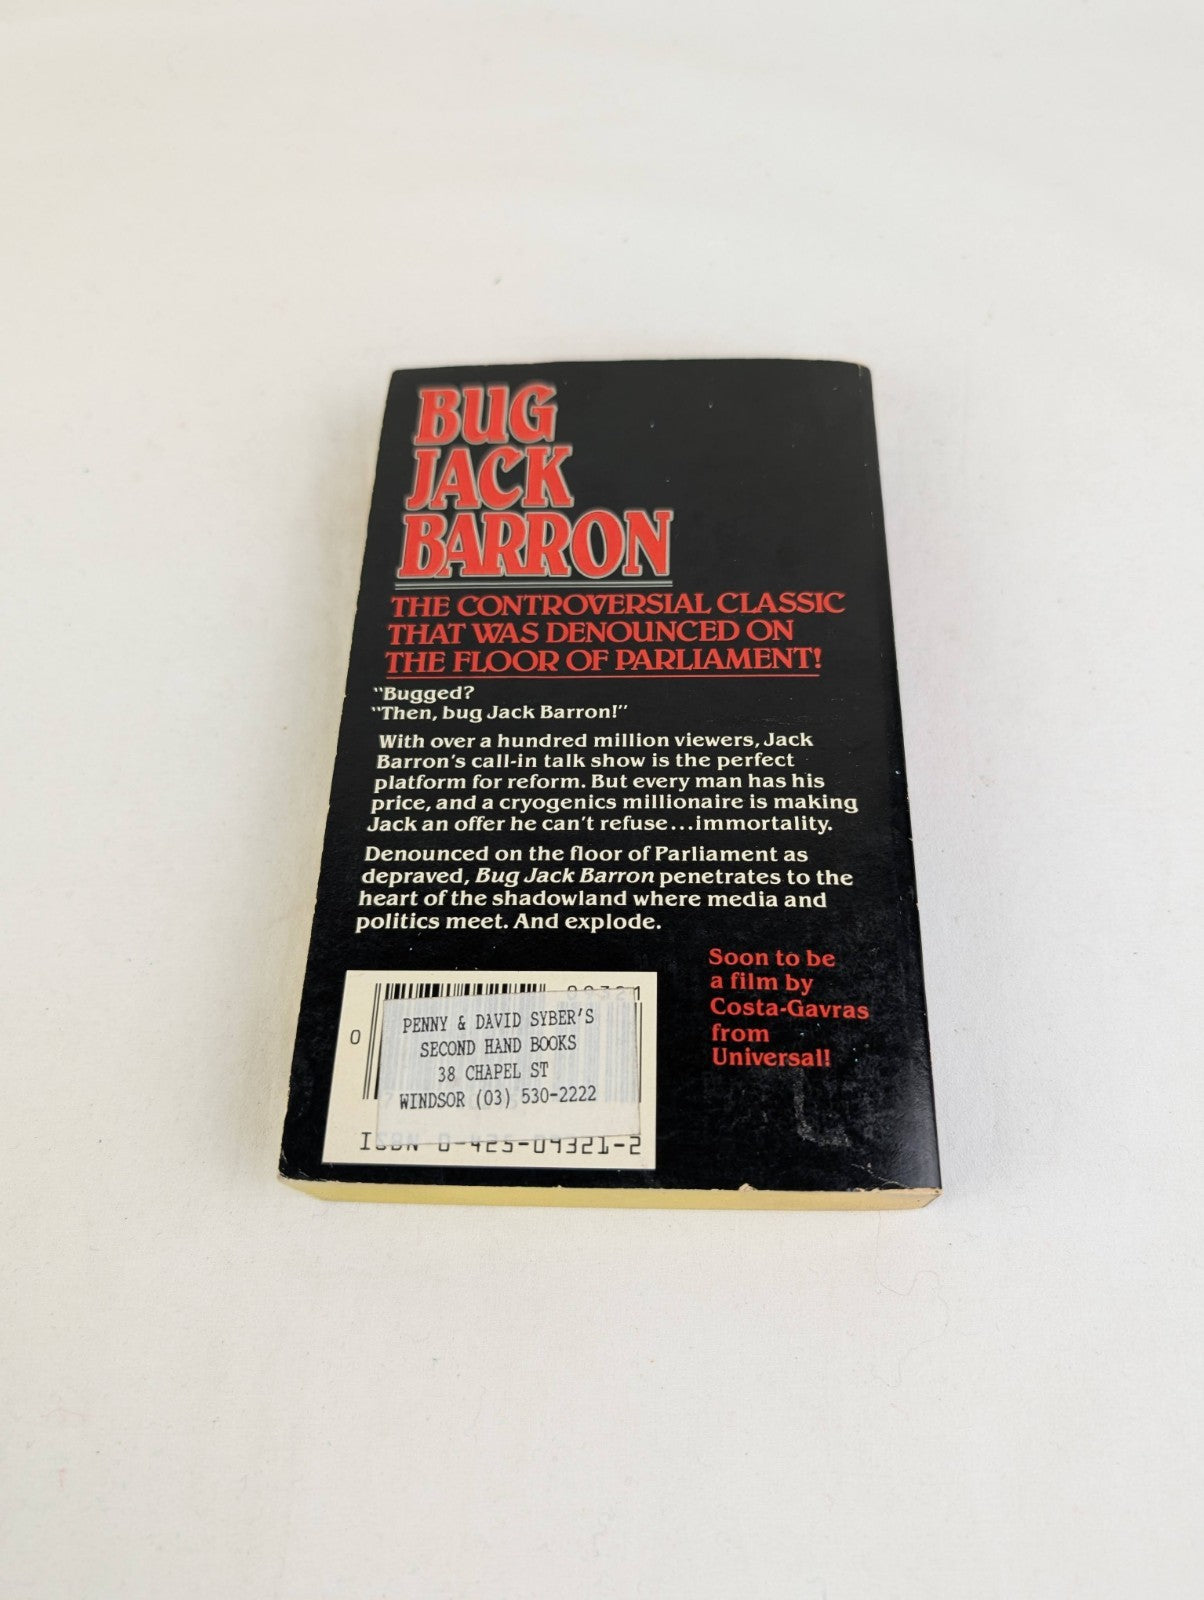 BUG
JACK
BARRON
THE CONTROVERSIAL CLASSIC
THAT WAS DENOUNCED ON
THE FLOOR OF PARLIAMENT!
"Bugged?
"Then, bug Jack Barron!"
With over a hundred million viewers, Jack
Barron's call-in talk show is the perfect
platform for reform. But every man has his
price, and a cryogenics millionaire is making
Jack an offer he can't refuse...immortality.
Denounced on the floor of Parliament as
depraved, Bug Jack Barron penetrates to the
heart of the shadowland where media and
politics meet. And explode.
Soon to be
a film by
Costa-Gavras
from
Universal!
00321
0
PENNY & DAVID SYBER'S
SECOND HAND BOOKS
38 CHAPEL ST
WINDSOR (03) 530-2222
ISBN 0-425-09321-2